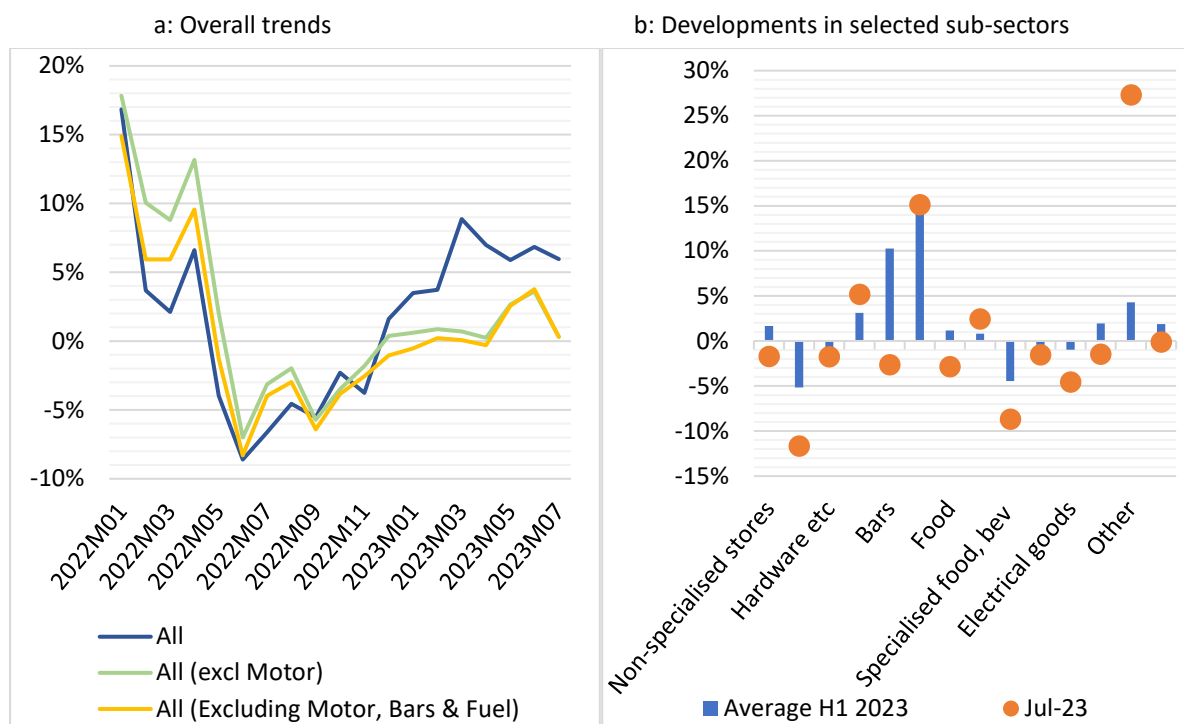 a: Overall trends
20%
15%
10%
5%
0%
-5%
-10%
2022M01
2022M03
2022M05
2022M07
2022M09
2022M11
2023M01
2023M03
2023M05
2023M07
All
All (excl Motor)
All (Excluding Motor, Bars & Fuel)
b: Developments in selected sub-sectors
30%
25%
20%
15%
10%
5%
0%
-5%
-10%
-15%
Non-specialised stores
Hardware etc
Bars
Food
Specialised food, bev
Electrical goods
Other
Average H1 2023
Jul-23